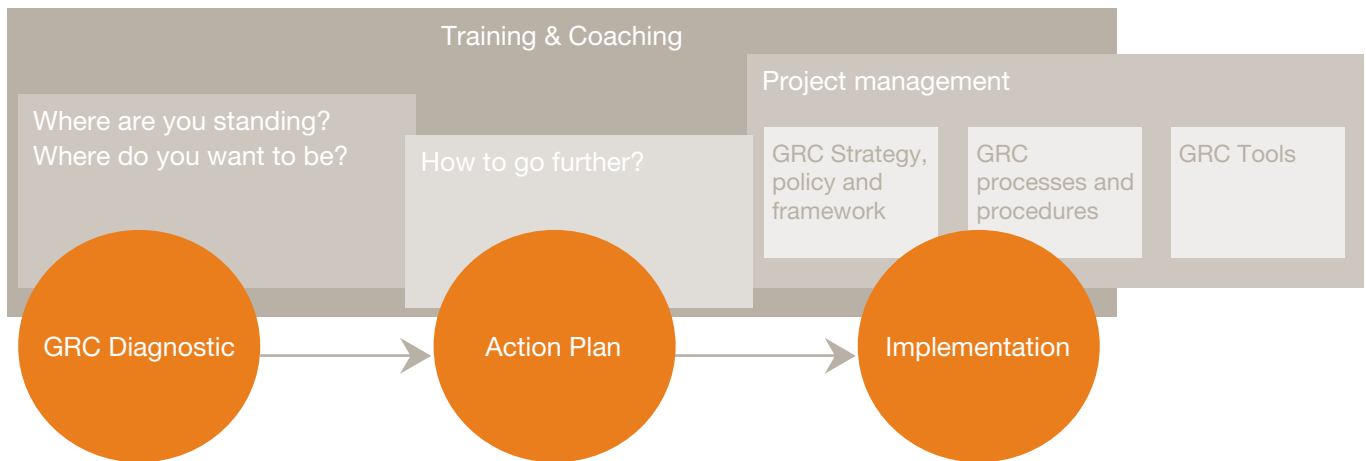 Training & Coaching
Project management
Where are you standing?
Where do you want to be?
How to go further?
GRC Strategy,
policy and
framework
GRC
processes and
procedures
GRC Tools
GRC Diagnostic
Action Plan
Implementation